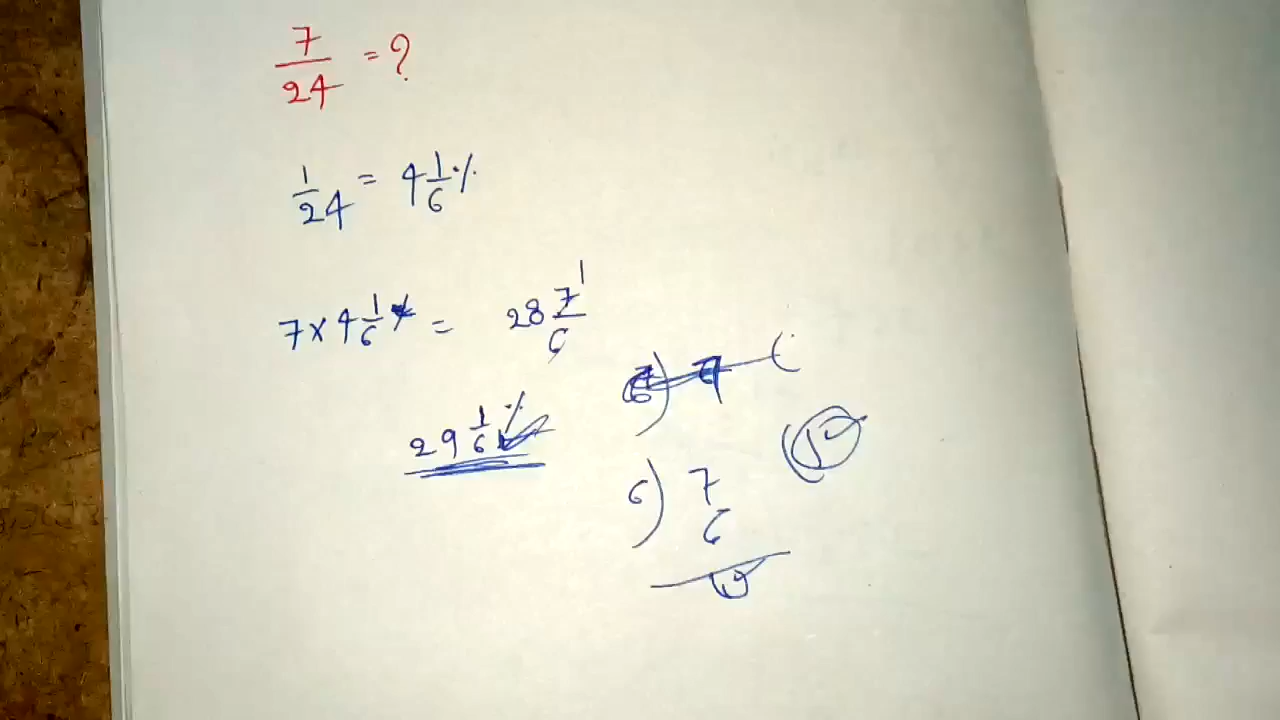 7/24 = ?
1/24 = 4 1/6 %
7 × 4 1/6 = 28 7/6 1
29 1/6 %
6) 7
6